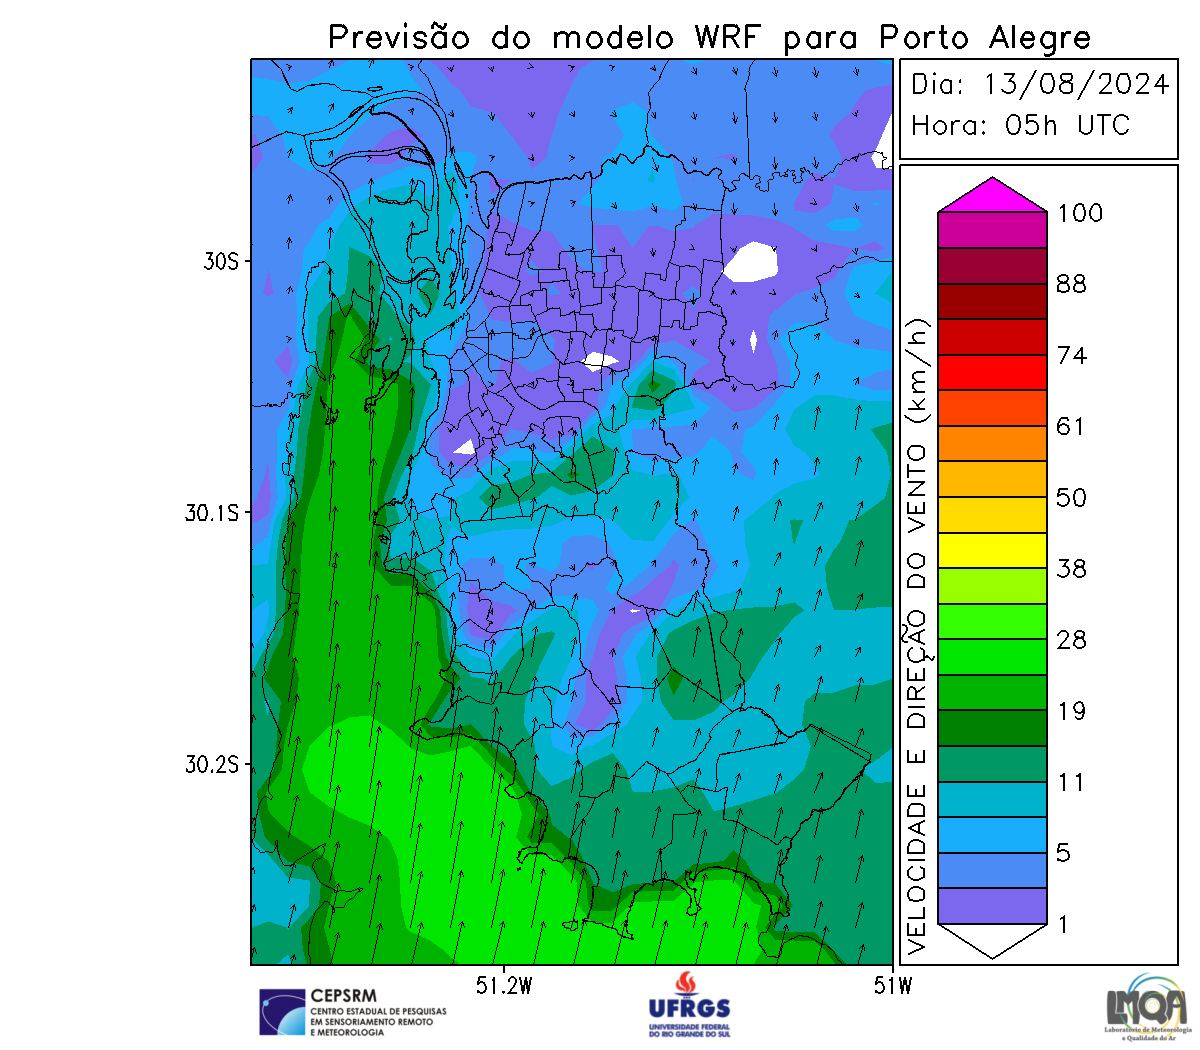 Previsão do modelo WRF para Porto Alegre
Dia: 13/08/2024
Hora: 05h UTC
30S
30.1S
30.2S
51.2W
51W
VELOCIDADE E DIREÇÃO DO VENTO (km/h)
100
88
74
61
50
38
28
19
11
5
1
CEPSRM
CENTRO ESTADUAL DE PESQUISAS
EM SENSORIAMENTO REMOTO
E METEOROLOGIA
UFRGS
UNIVERSIDADE FEDERAL
DO RIO GRANDE DO SUL
LMQA
Laboratório de Meteorologia
e Qualidade do Ar